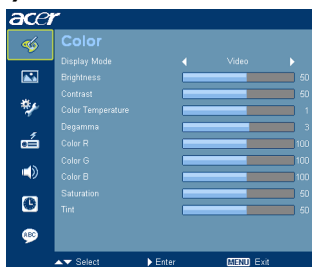 acer
Color
Display Mode Video
Brightness 50
Contrast 50
Color Temperature 1
Degamma 3
Color R 100
Color G 100
Color B 100
Saturation 50
Tint 50
ABC
Select Enter MENU Exit